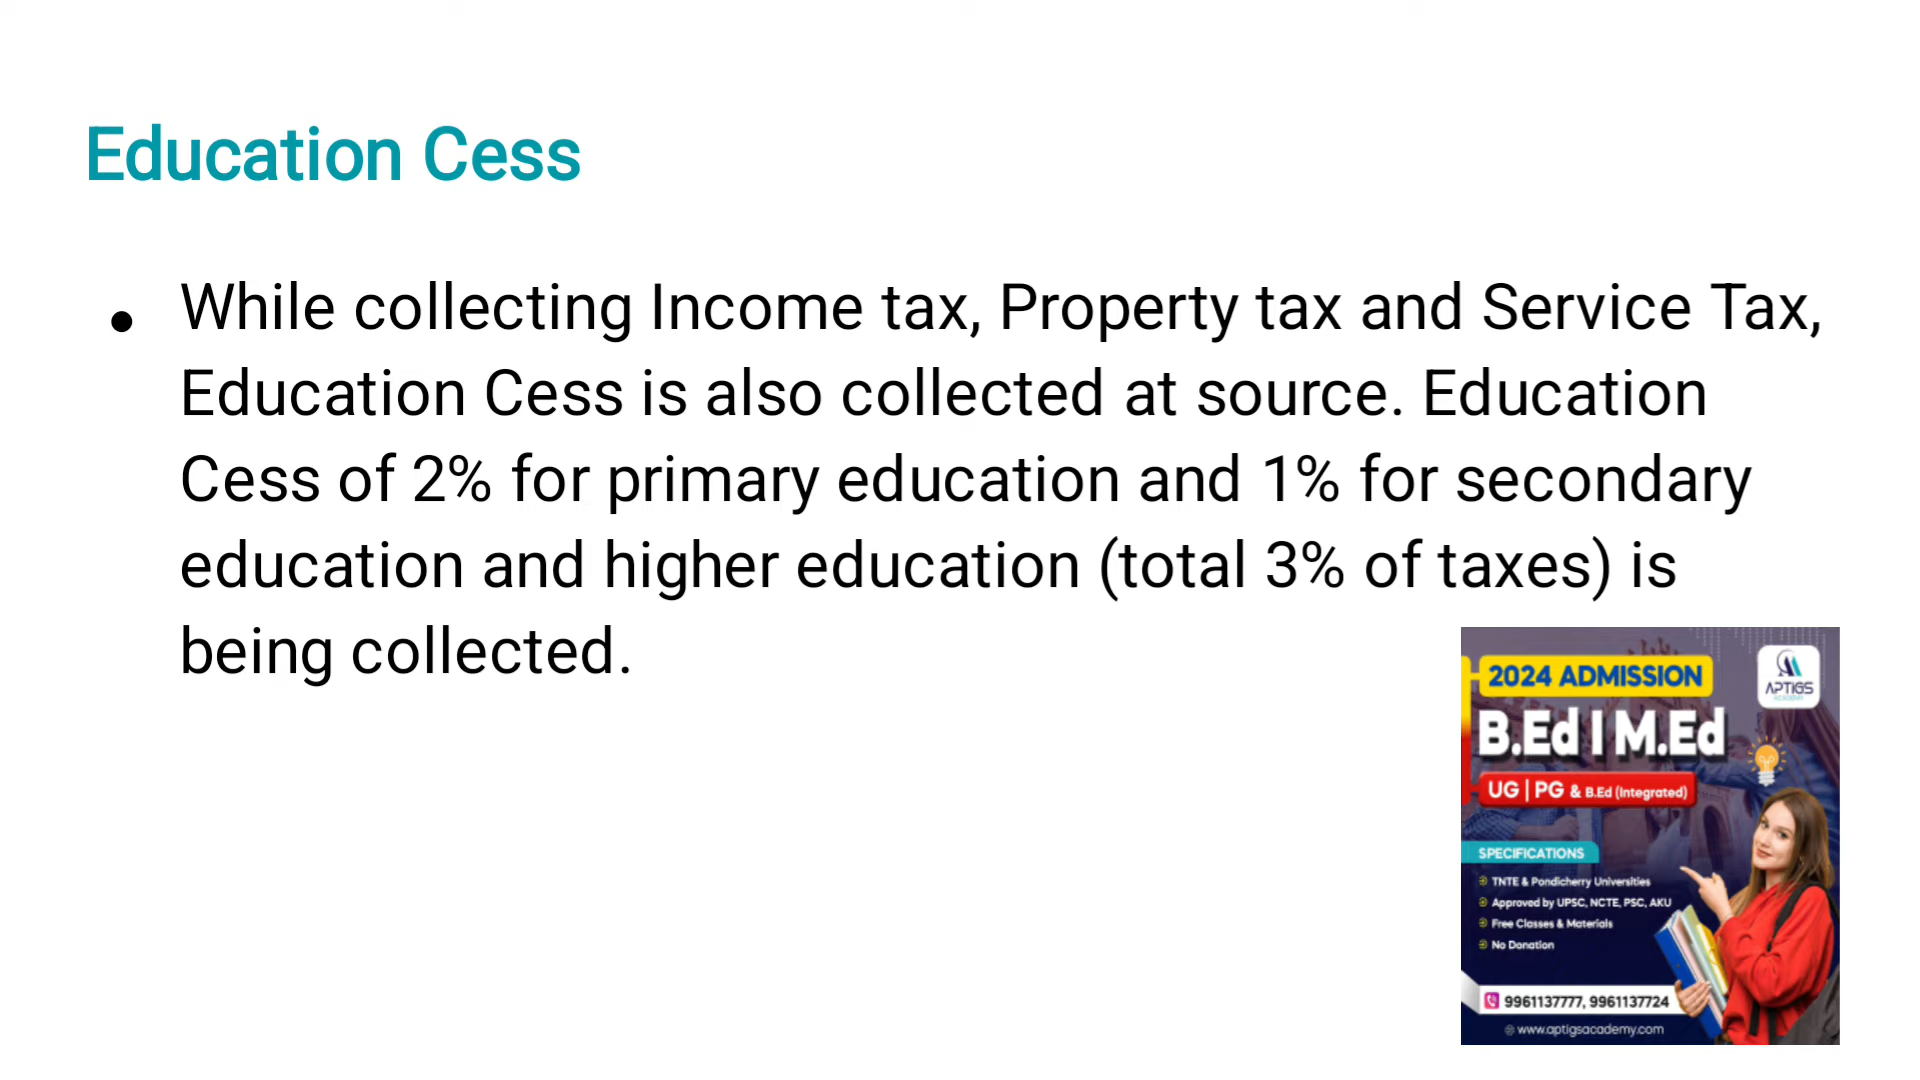 Education Cess
• While collecting Income tax, Property tax and Service Tax,
Education Cess is also collected at source. Education
Cess of 2% for primary education and 1% for secondary
education and higher education (total 3% of taxes) is
being collected.
2024 ADMISSION
APTIGS
ACADEMY
B.Ed | M.Ed
UG | PG & B.Ed (Integrated)
SPECIFICATIONS
TNTE & Pondicherry Universities
Approved by UPSC, NCTE, PSC, AKU
Free Classes & Materials
No Donation
9961137777, 9961137724
www.aptigsacademy.com